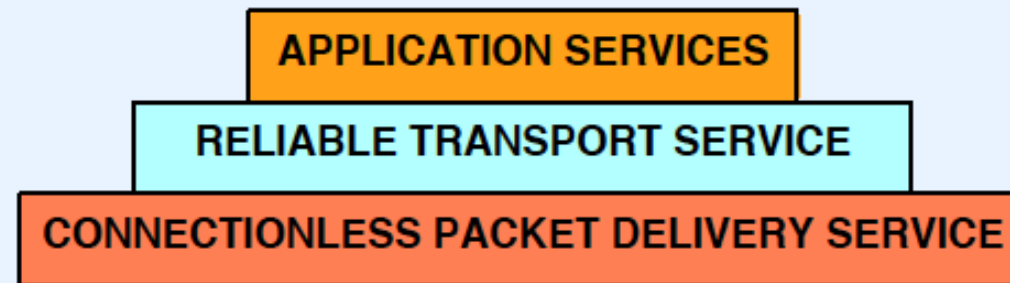 APPLICATION SERVICES
RELIABLE TRANSPORT SERVICE
CONNECTIONLESS PACKET DELIVERY SERVICE